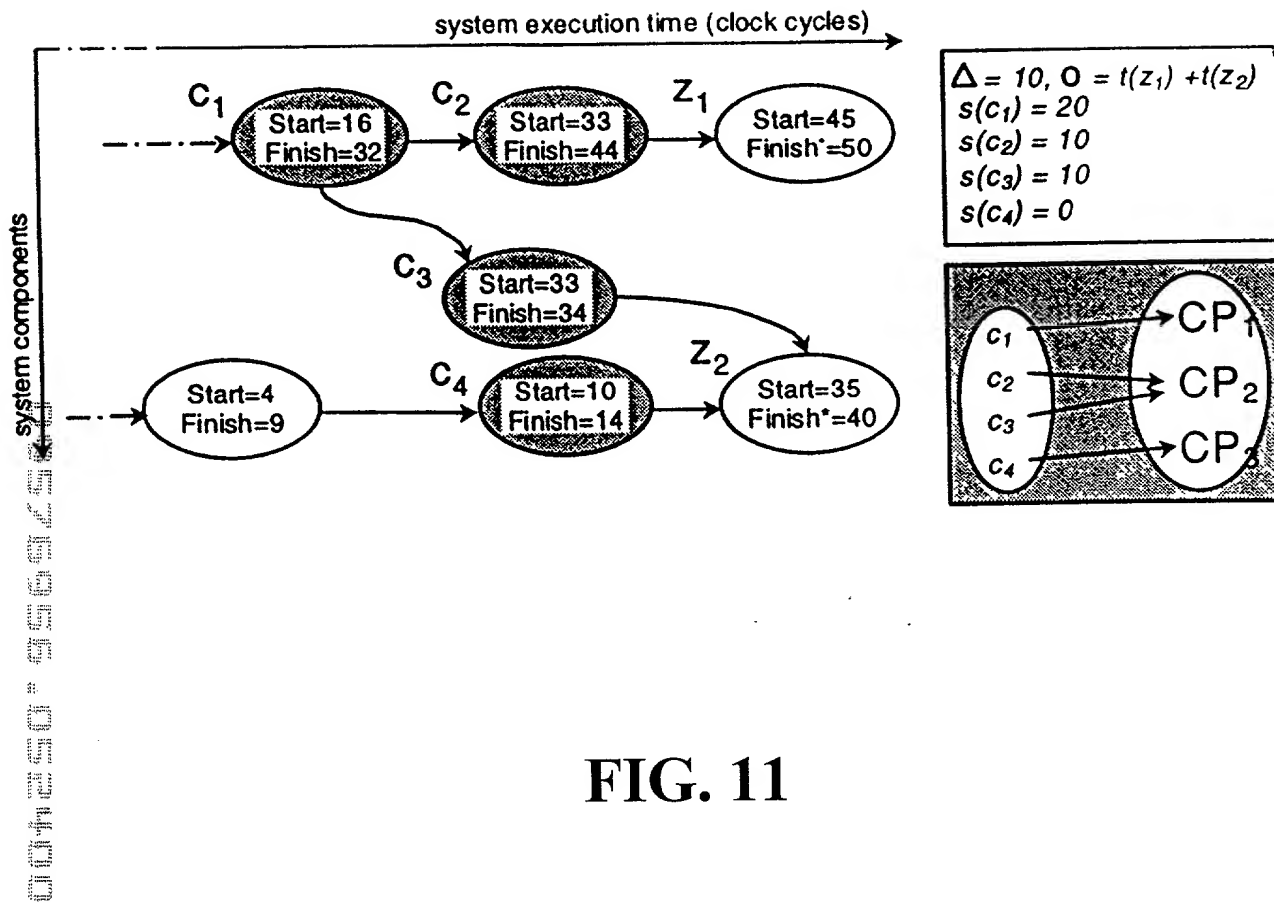 system execution time (clock cycles)
system components
C1
Start=16
Finish=32
C2
Start=33
Finish=44
Z1
Start=45
Finish*=50
C3
Start=33
Finish=34
Start=4
Finish=9
C4
Start=10
Finish=14
Z2
Start=35
Finish*=40
Δ = 10, O = t(z1) +t(z2)
s(c1) = 20
s(c2) = 10
s(c3) = 10
s(c4) = 0
c1
c2
c3
c4
CP1
CP2
CP3
FIG. 11